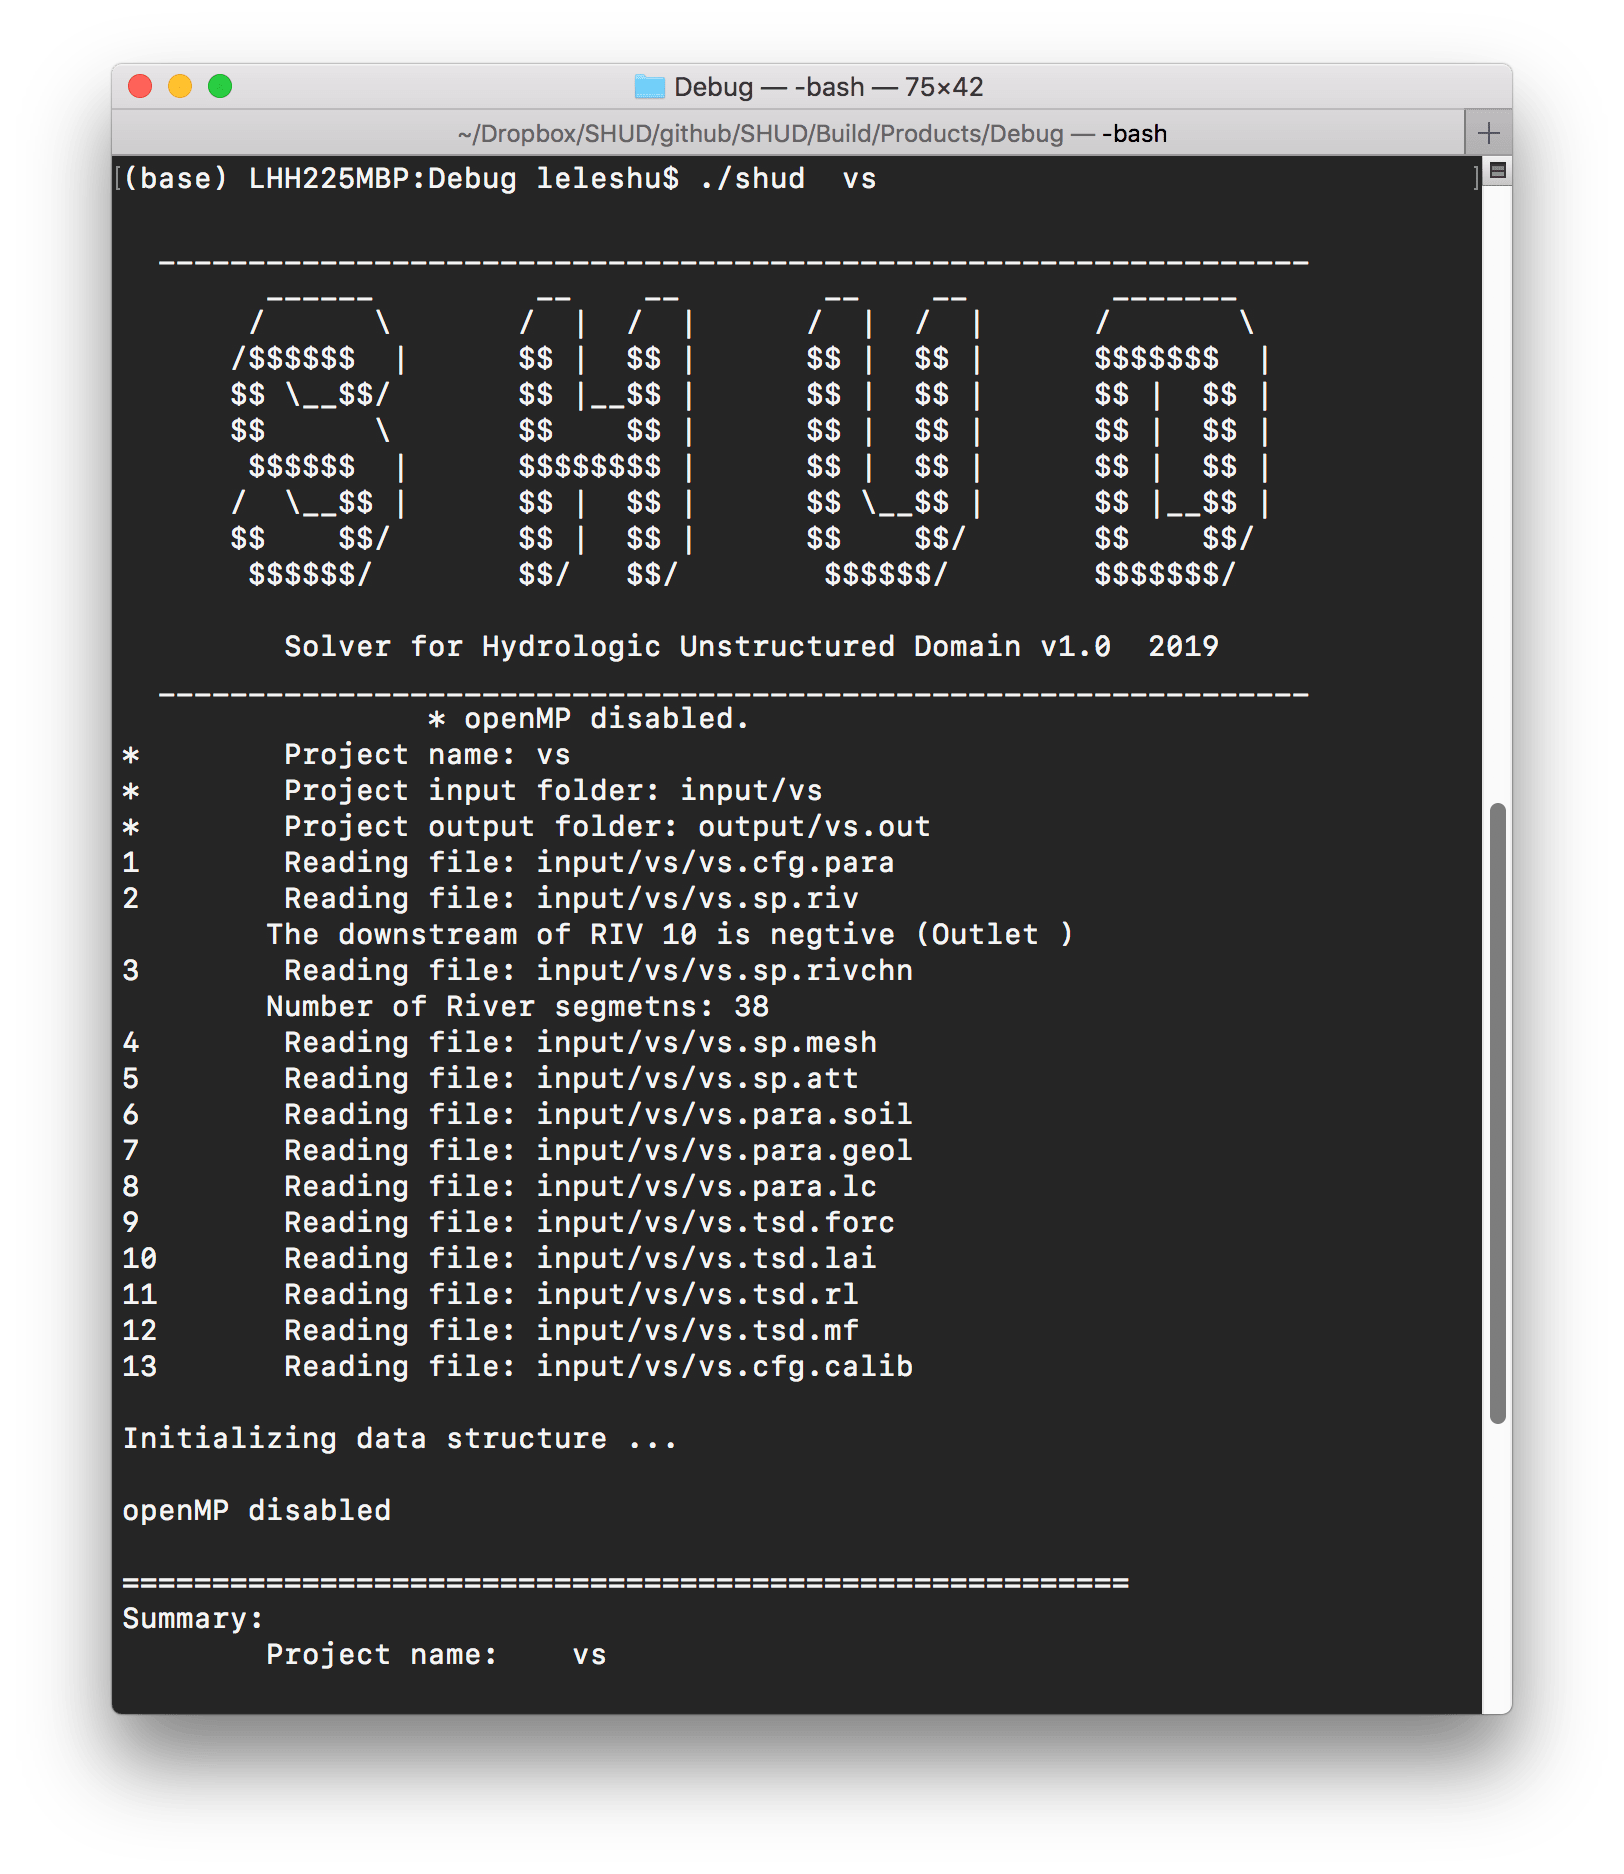 Debug — -bash — 75×42
~/Dropbox/SHUD/github/SHUD/Build/Products/Debug — -bash
(base) LHH225MBP:Debug leleshu$ ./shud  vs
  ________________________________________________________________
        ______         __    __        __    __        _______
       /      \       /  |  /  |      /  |  /  |      /       \
      /$$$$$$  |      $$ |  $$ |      $$ |  $$ |      $$$$$$$  |
      $$ \__$$/       $$ |__$$ |      $$ |  $$ |      $$ |  $$ |
      $$      \       $$    $$ |      $$ |  $$ |      $$ |  $$ |
       $$$$$$  |      $$$$$$$$ |      $$ |  $$ |      $$ |  $$ |
      /  \__$$ |      $$ |  $$ |      $$ \__$$ |      $$ |__$$ |
      $$    $$/       $$ |  $$ |      $$    $$/       $$    $$/
       $$$$$$/        $$/   $$/        $$$$$$/        $$$$$$$/
         Solver for Hydrologic Unstructured Domain v1.0  2019
  ________________________________________________________________
                 * openMP disabled.
*        Project name: vs
*        Project input folder: input/vs
*        Project output folder: output/vs.out
1        Reading file: input/vs/vs.cfg.para
2        Reading file: input/vs/vs.sp.riv
        The downstream of RIV 10 is negtive (Outlet )
3        Reading file: input/vs/vs.sp.rivchn
        Number of River segmetns: 38
4        Reading file: input/vs/vs.sp.mesh
5        Reading file: input/vs/vs.sp.att
6        Reading file: input/vs/vs.para.soil
7        Reading file: input/vs/vs.para.geol
8        Reading file: input/vs/vs.para.lc
9        Reading file: input/vs/vs.tsd.forc
10       Reading file: input/vs/vs.tsd.lai
11       Reading file: input/vs/vs.tsd.rl
12       Reading file: input/vs/vs.tsd.mf
13       Reading file: input/vs/vs.cfg.calib
Initializing data structure ...
openMP disabled
========================================================
Summary:
        Project name:    vs